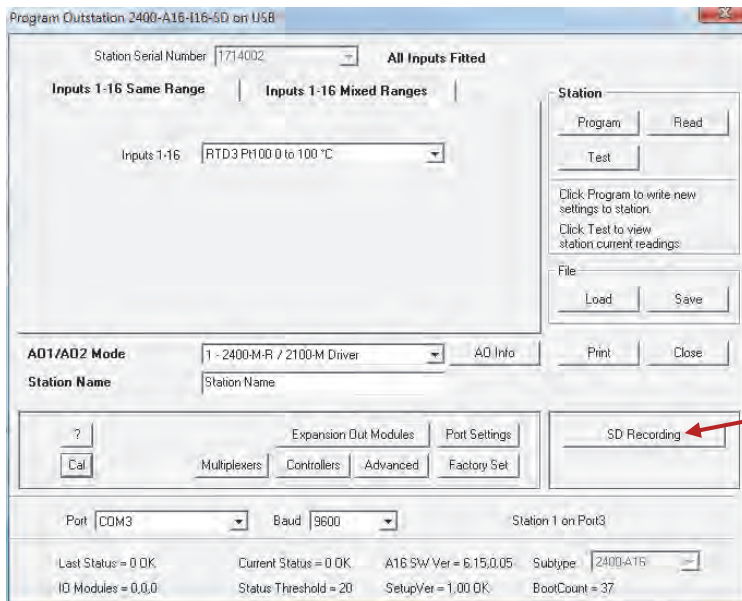 Program Outstation 2400-A16-I16-SD on USB
Station Serial Number 1714002 All Inputs Fitted
Inputs 1-16 Same Range | Inputs 1-16 Mixed Ranges |
Inputs 1-16 RTD3 Pt100 0 to 100 °C
Station
Program Read
Test
Click Program to write new
settings to station.
Click Test to view
station current readings
File
Load Save
AO1/AO2 Mode 1 - 2400-M-R / 2100-M Driver AO Info Print Close
Station Name Station Name
? Expansion Out Modules Port Settings SD Recording
Cal Multiplexers Controllers Advanced Factory Set
Port COM3 Baud 9600 Station 1 on Port3
Last Status = 0 OK Current Status = 0 OK A16 SW Ver = 6.15,0.05 Subtype 2400-A16
IO Modules = 0,0,0 Status Threshold = 20 SetupVer = 1.00 OK BootCount = 37